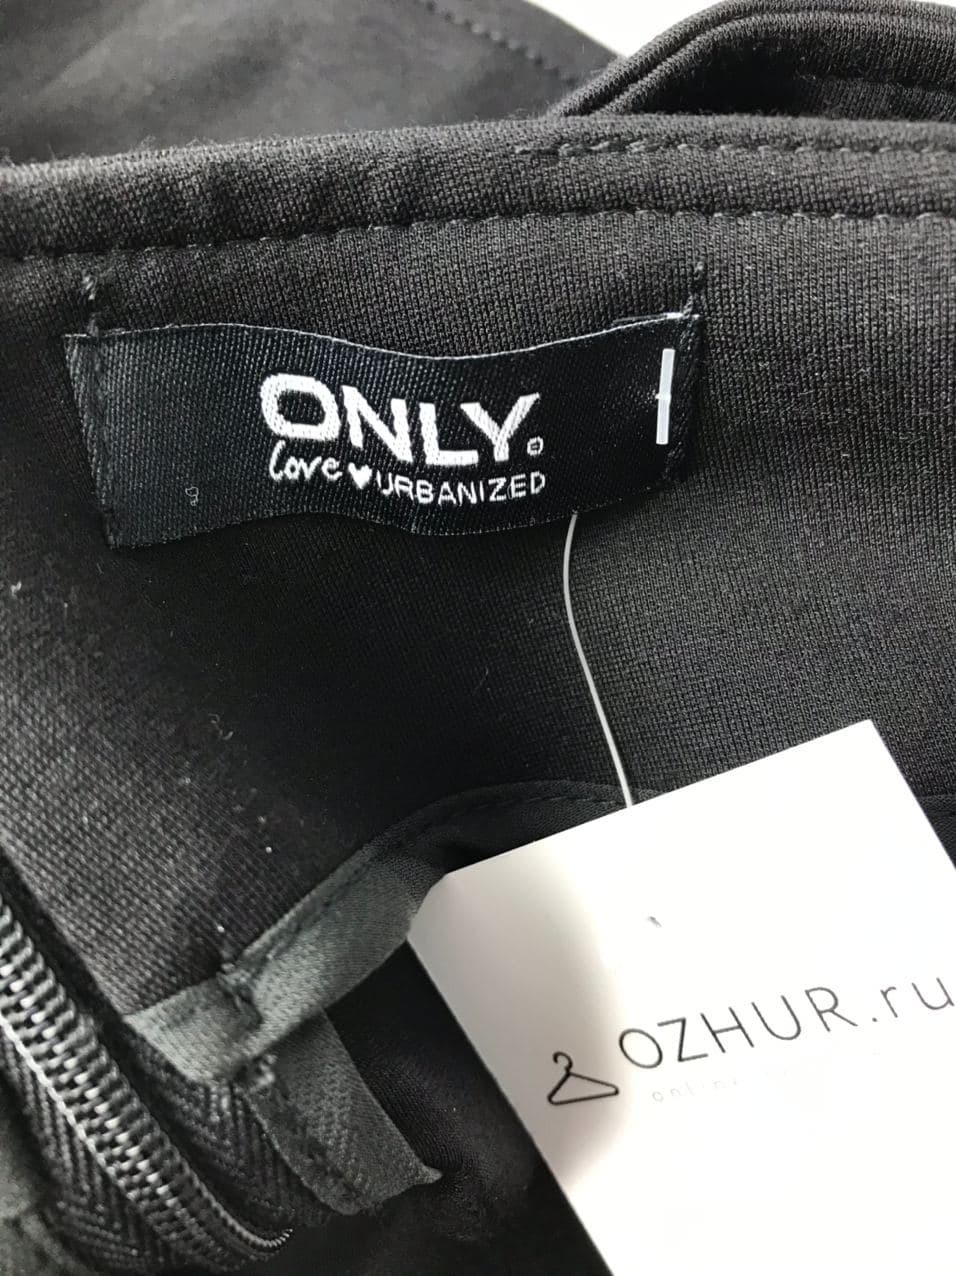 ONLY.
love ♥ URBANIZED
OZHUR.ru